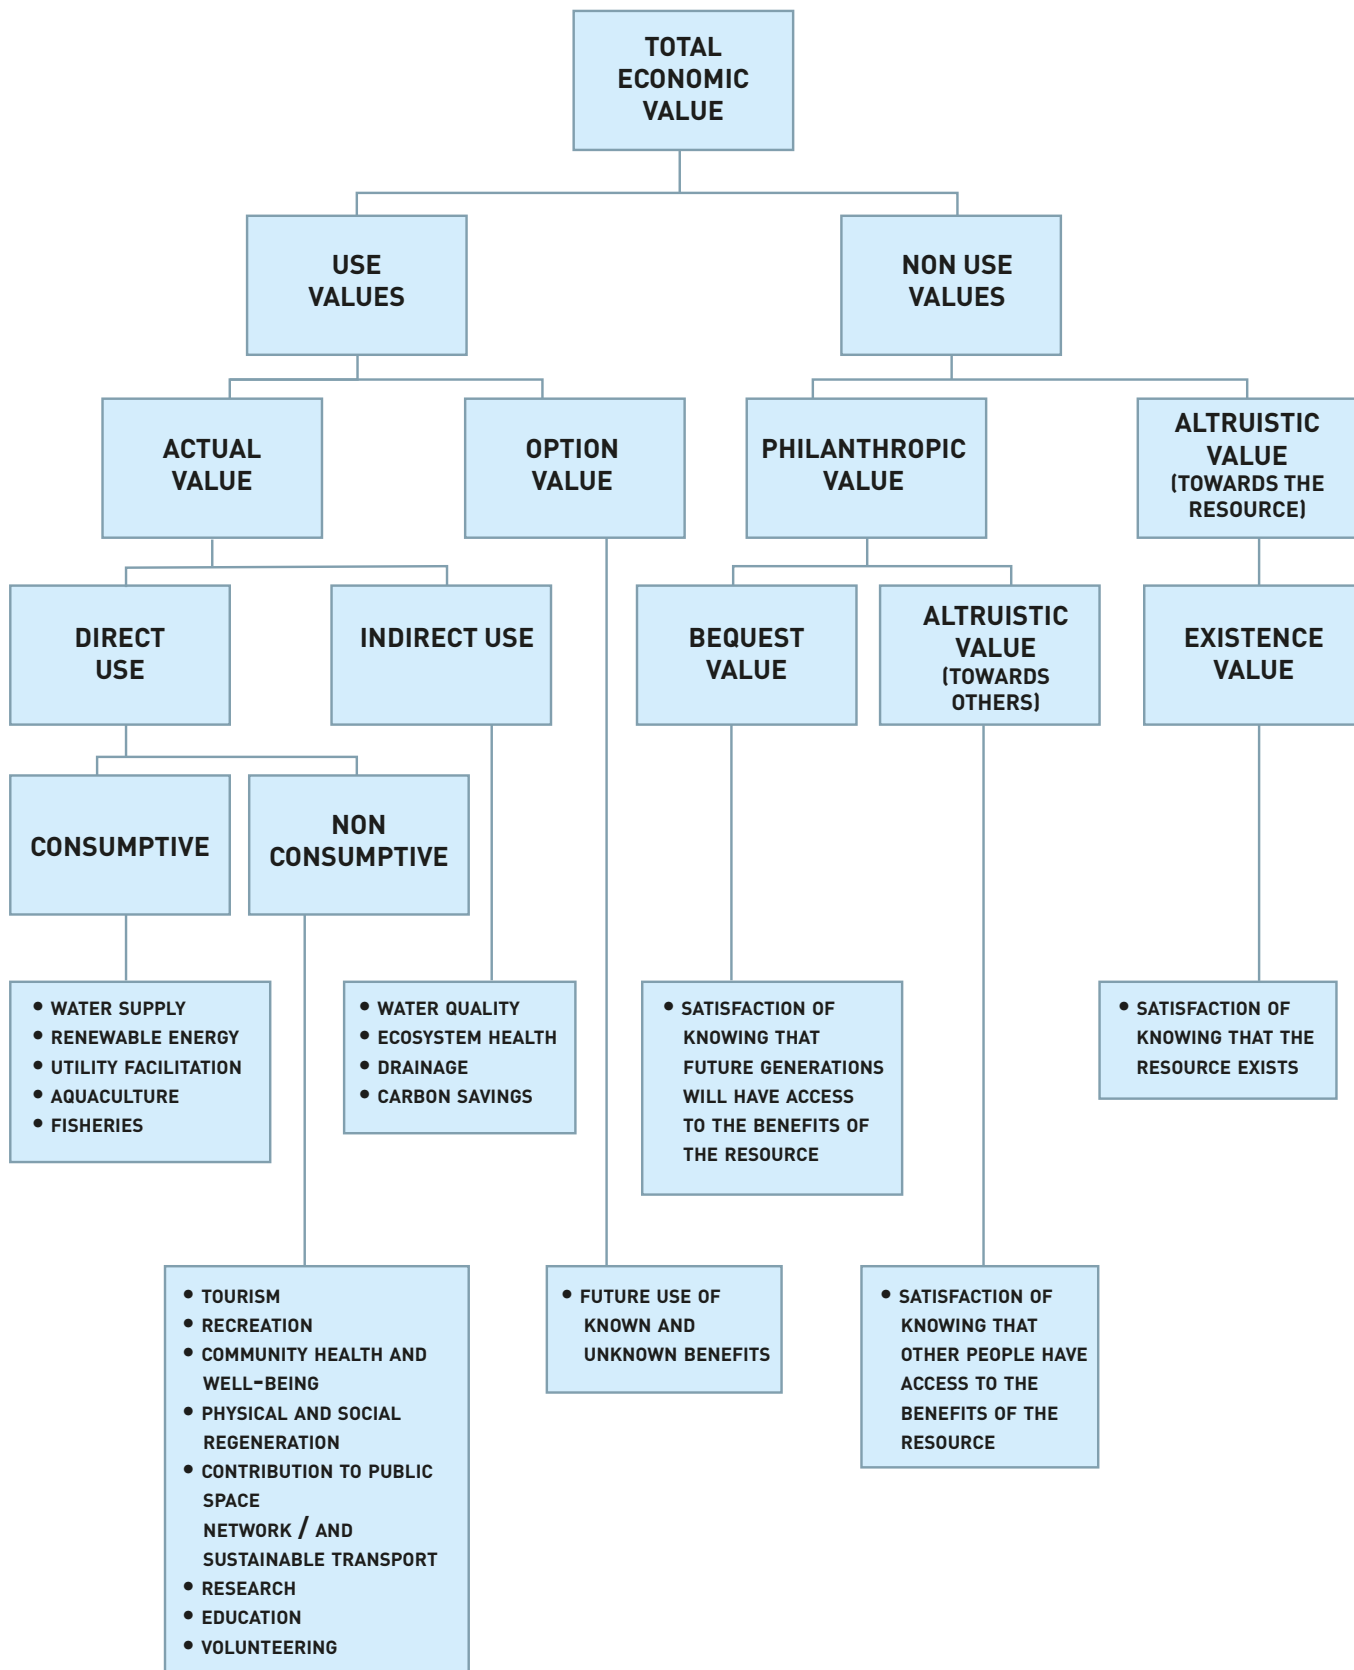 TOTAL
ECONOMIC
VALUE
USE
VALUES
NON USE
VALUES
ACTUAL
VALUE
OPTION
VALUE
PHILANTHROPIC
VALUE
ALTRUISTIC
VALUE
(TOWARDS THE
RESOURCE)
DIRECT
USE
INDIRECT USE
BEQUEST
VALUE
ALTRUISTIC
VALUE
(TOWARDS
OTHERS)
EXISTENCE
VALUE
CONSUMPTIVE
NON
CONSUMPTIVE
• WATER SUPPLY
• RENEWABLE ENERGY
• UTILITY FACILITATION
• AQUACULTURE
• FISHERIES
• WATER QUALITY
• ECOSYSTEM HEALTH
• DRAINAGE
• CARBON SAVINGS
• SATISFACTION OF
KNOWING THAT
FUTURE GENERATIONS
WILL HAVE ACCESS
TO THE BENEFITS OF
THE RESOURCE
• SATISFACTION OF
KNOWING THAT THE
RESOURCE EXISTS
• TOURISM
• RECREATION
• COMMUNITY HEALTH AND
WELL-BEING
• PHYSICAL AND SOCIAL
REGENERATION
• CONTRIBUTION TO PUBLIC
SPACE
NETWORK / AND
SUSTAINABLE TRANSPORT
• RESEARCH
• EDUCATION
• VOLUNTEERING
• FUTURE USE OF
KNOWN AND
UNKNOWN BENEFITS
• SATISFACTION OF
KNOWING THAT
OTHER PEOPLE HAVE
ACCESS TO THE
BENEFITS OF THE
RESOURCE